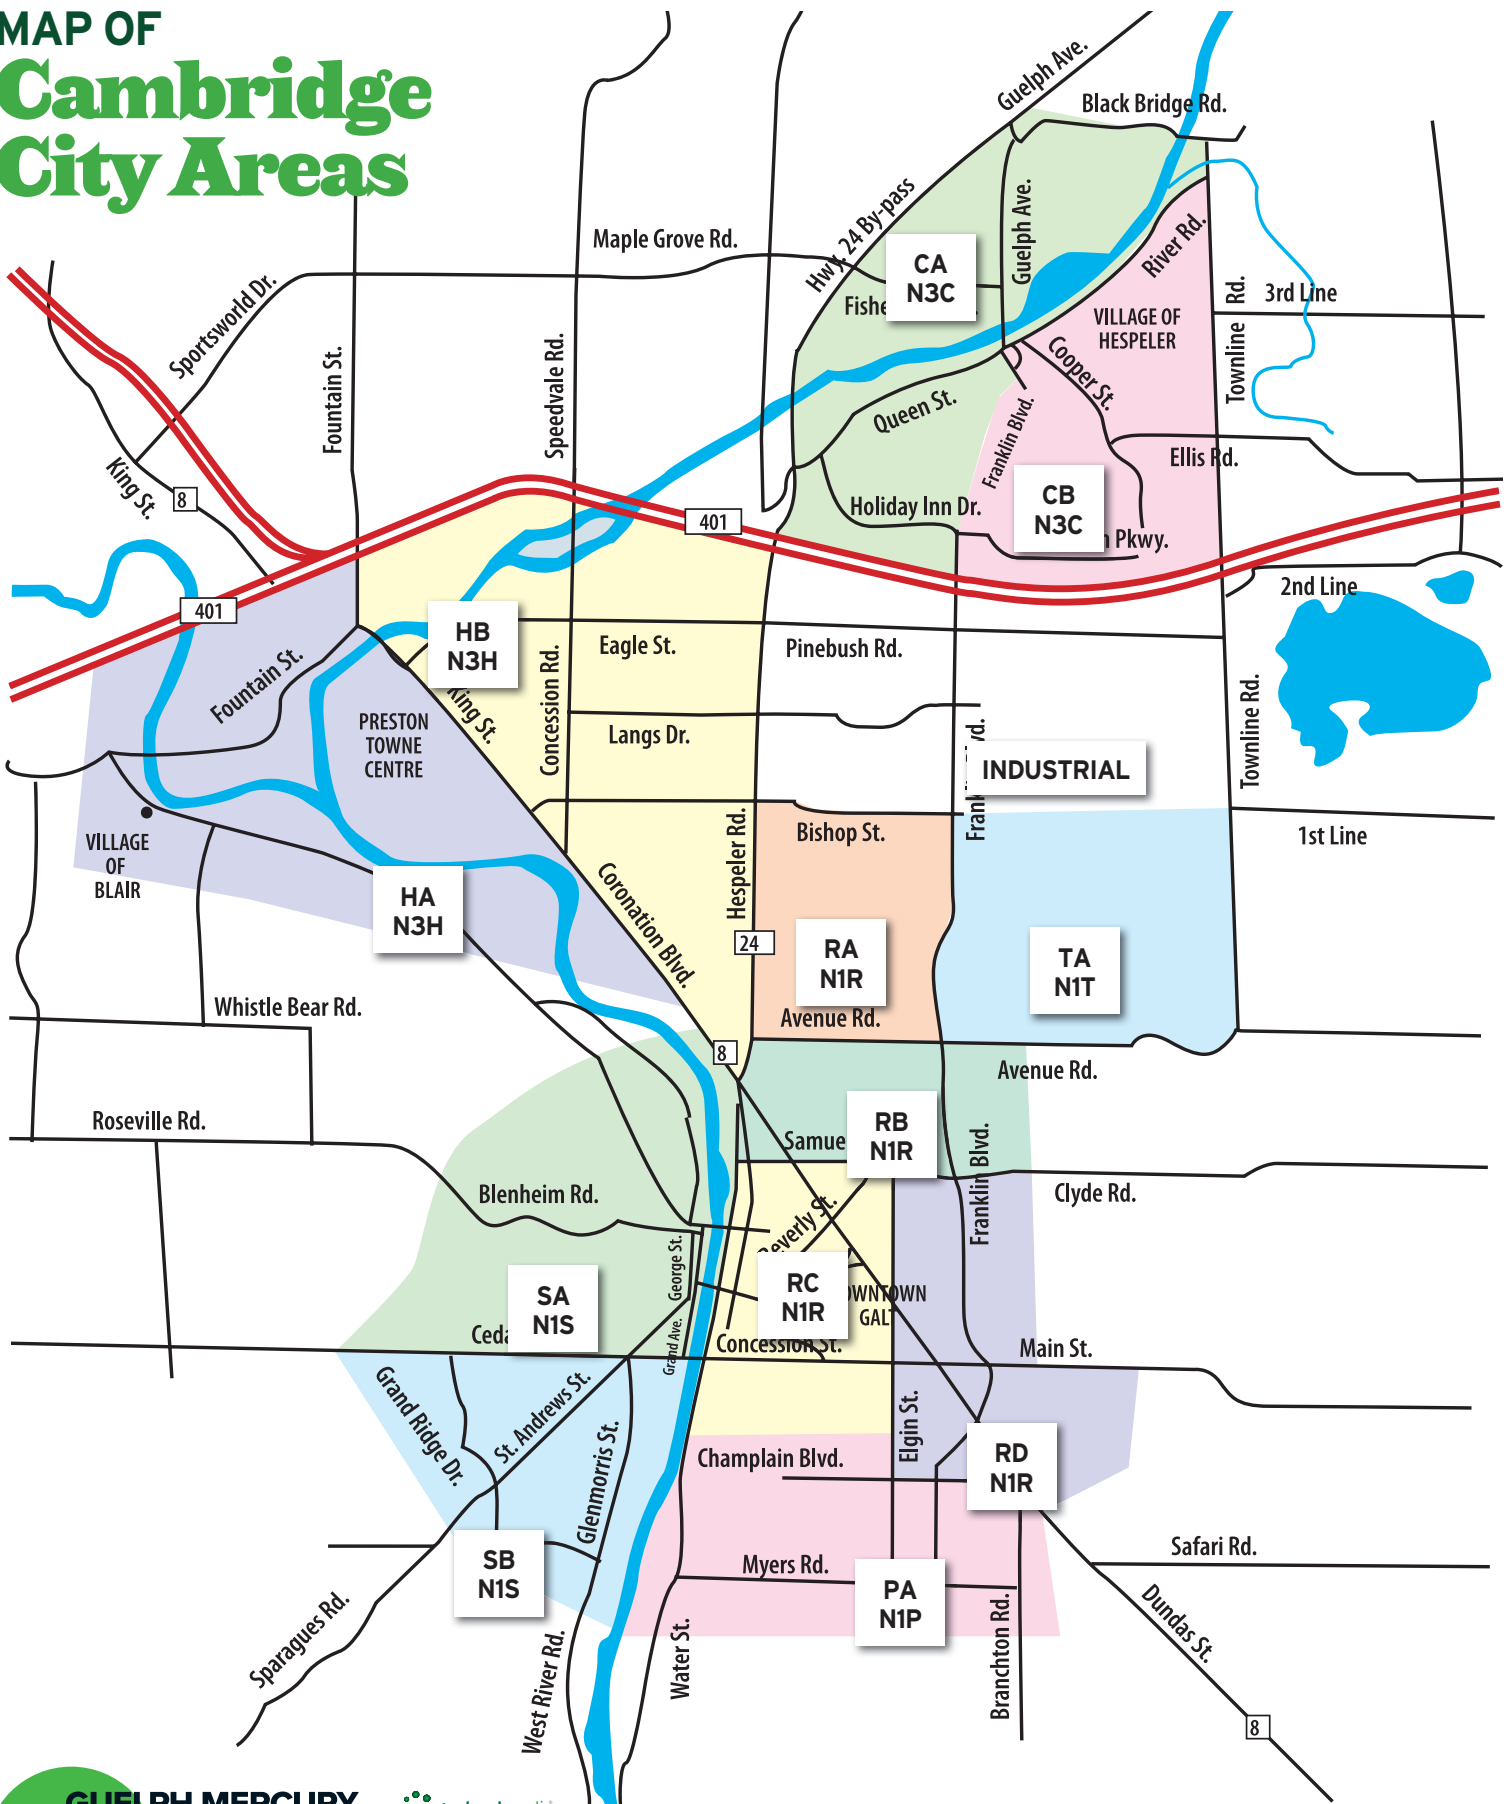 MAP OF
Cambridge
City Areas
Guelph Ave.
Black Bridge Rd.
Hwy. 24 By-pass
Guelph Ave.
Maple Grove Rd.
River Rd.
CA
N3C
3rd Line
Sportsworld Dr.
VILLAGE OF
HESPELER
Townline Rd.
Fountain St.
Speedvale Rd.
Cooper St.
Queen St.
Franklin Blvd.
Ellis Rd.
King St.
8
Holiday Inn Dr.
CB
N3C
401
Pkwy.
2nd Line
401
HB
N3H
Eagle St.
Pinebush Rd.
Fountain St.
King St.
Concession Rd.
PRESTON
TOWNE
CENTRE
Langs Dr.
Franklin Blvd.
INDUSTRIAL
Townline Rd.
Bishop St.
1st Line
VILLAGE
OF
BLAIR
Hespeler Rd.
Coronation Blvd.
HA
N3H
24
RA
N1R
TA
N1T
Whistle Bear Rd.
Avenue Rd.
8
Avenue Rd.
Roseville Rd.
RB
N1R
Franklin Blvd.
Clyde Rd.
Blenheim Rd.
Beverly St.
George St.
SA
N1S
RC
N1R
DOWNTOWN
GALT
Grand Ave.
Concession St.
Main St.
Grand Ridge Dr.
St. Andrews St.
Glenmorris St.
Elgin St.
Champlain Blvd.
RD
N1R
SB
N1S
Myers Rd.
PA
N1P
Safari Rd.
Sparagues Rd.
West River Rd.
Water St.
Branchton Rd.
Dundas St.
8
GUELPH MERCURY